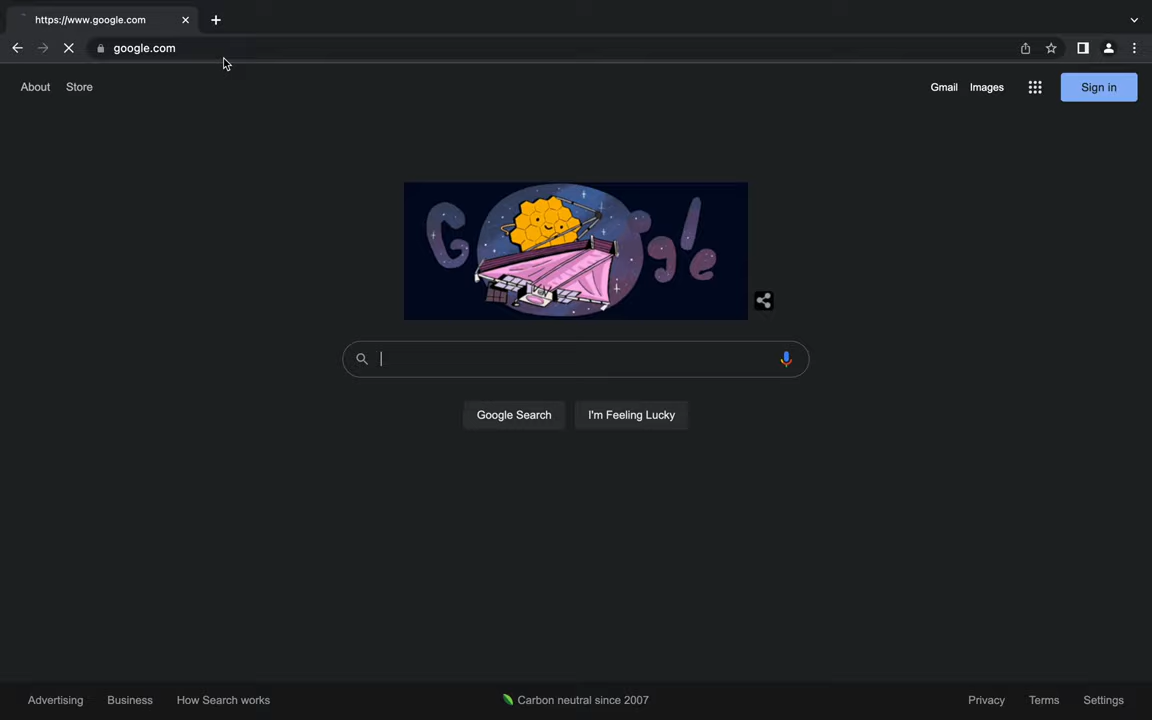 https://www.google.com
google.com
About Store Gmail Images Sign in
Google
Google Search I'm Feeling Lucky
Advertising Business How Search works Carbon neutral since 2007 Privacy Terms Settings